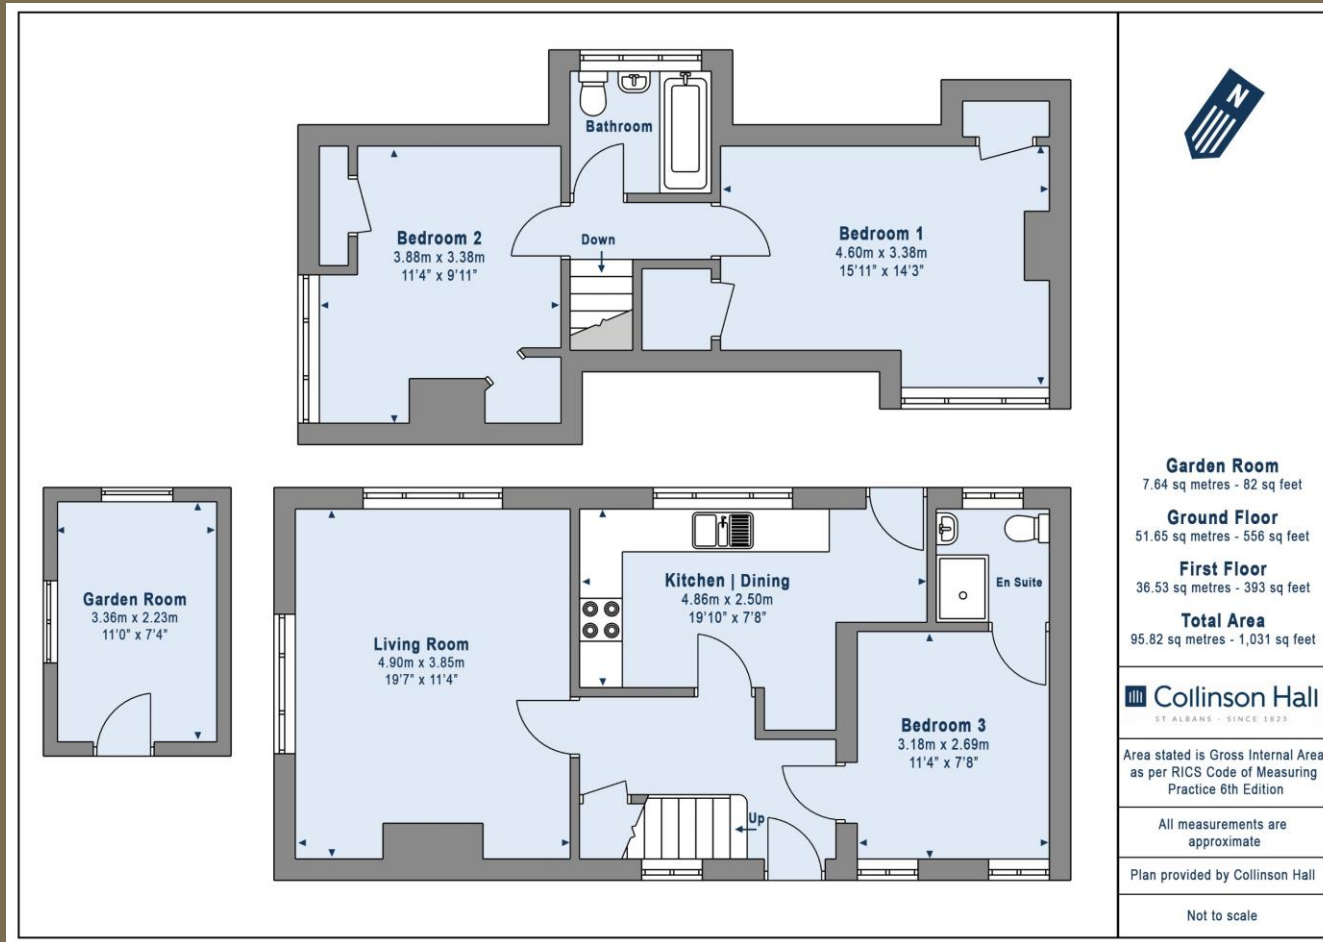 Bathroom
Bedroom 2
3.88m x 3.38m
11'4" x 9'11"
Down
Bedroom 1
4.60m x 3.38m
15'11" x 14'3"
N
Garden Room
3.36m x 2.23m
11'0" x 7'4"
Living Room
4.90m x 3.85m
19'7" x 11'4"
Kitchen | Dining
4.86m x 2.50m
19'10" x 7'8"
En Suite
Bedroom 3
3.18m x 2.69m
11'4" x 7'8"
Up
Garden Room
7.64 sq metres - 82 sq feet
Ground Floor
51.65 sq metres - 556 sq feet
First Floor
36.53 sq metres - 393 sq feet
Total Area
95.82 sq metres - 1,031 sq feet
Collinson Hall
ST ALBANS - SINCE 1825
Area stated is Gross Internal Area
as per RICS Code of Measuring
Practice 6th Edition
All measurements are
approximate
Plan provided by Collinson Hall
Not to scale